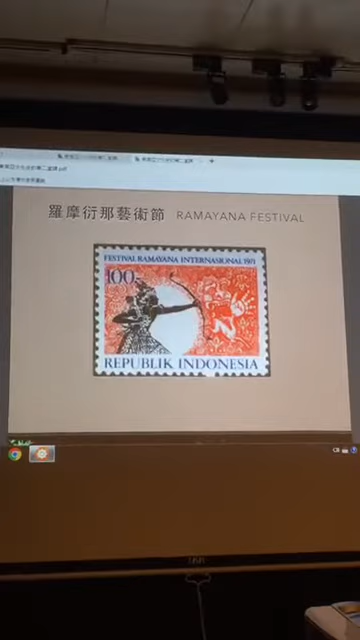 羅摩衍那藝術節 RAMAYANA FESTIVAL
FESTIVAL RAMAYANA INTERNASIONAL 1971
100,-
REPUBLIK INDONESIA